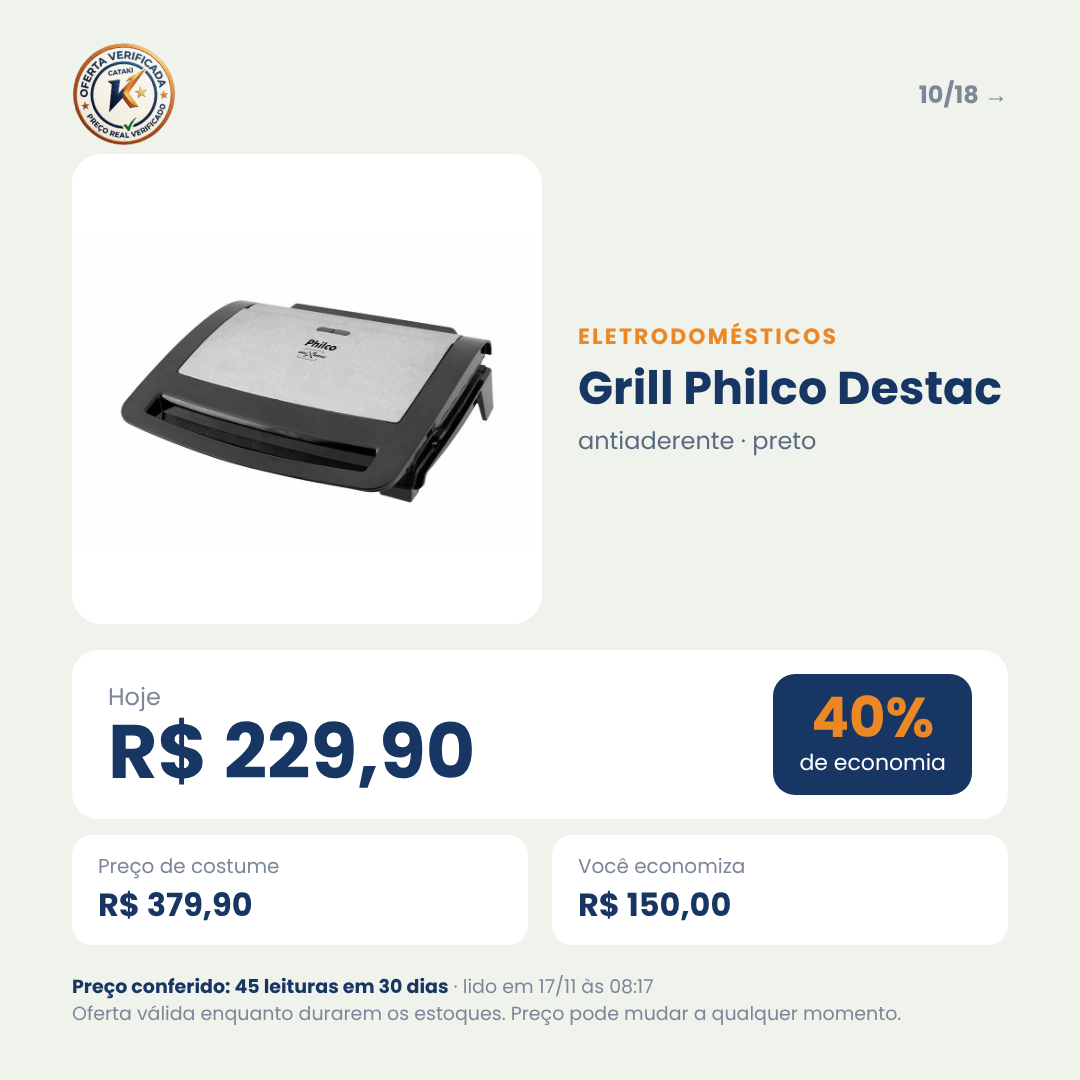 OFERTA VERIFICADA
CATAKI
K
PREÇO REAL VERIFICADO
10/18 →
Philco
ELETRODOMÉSTICOS
Grill Philco Destac
antiaderente · preto
Hoje
R$ 229,90
40%
de economia
Preço de costume
R$ 379,90
Você economiza
R$ 150,00
Preço conferido: 45 leituras em 30 dias · lido em 17/11 às 08:17
Oferta válida enquanto durarem os estoques. Preço pode mudar a qualquer momento.